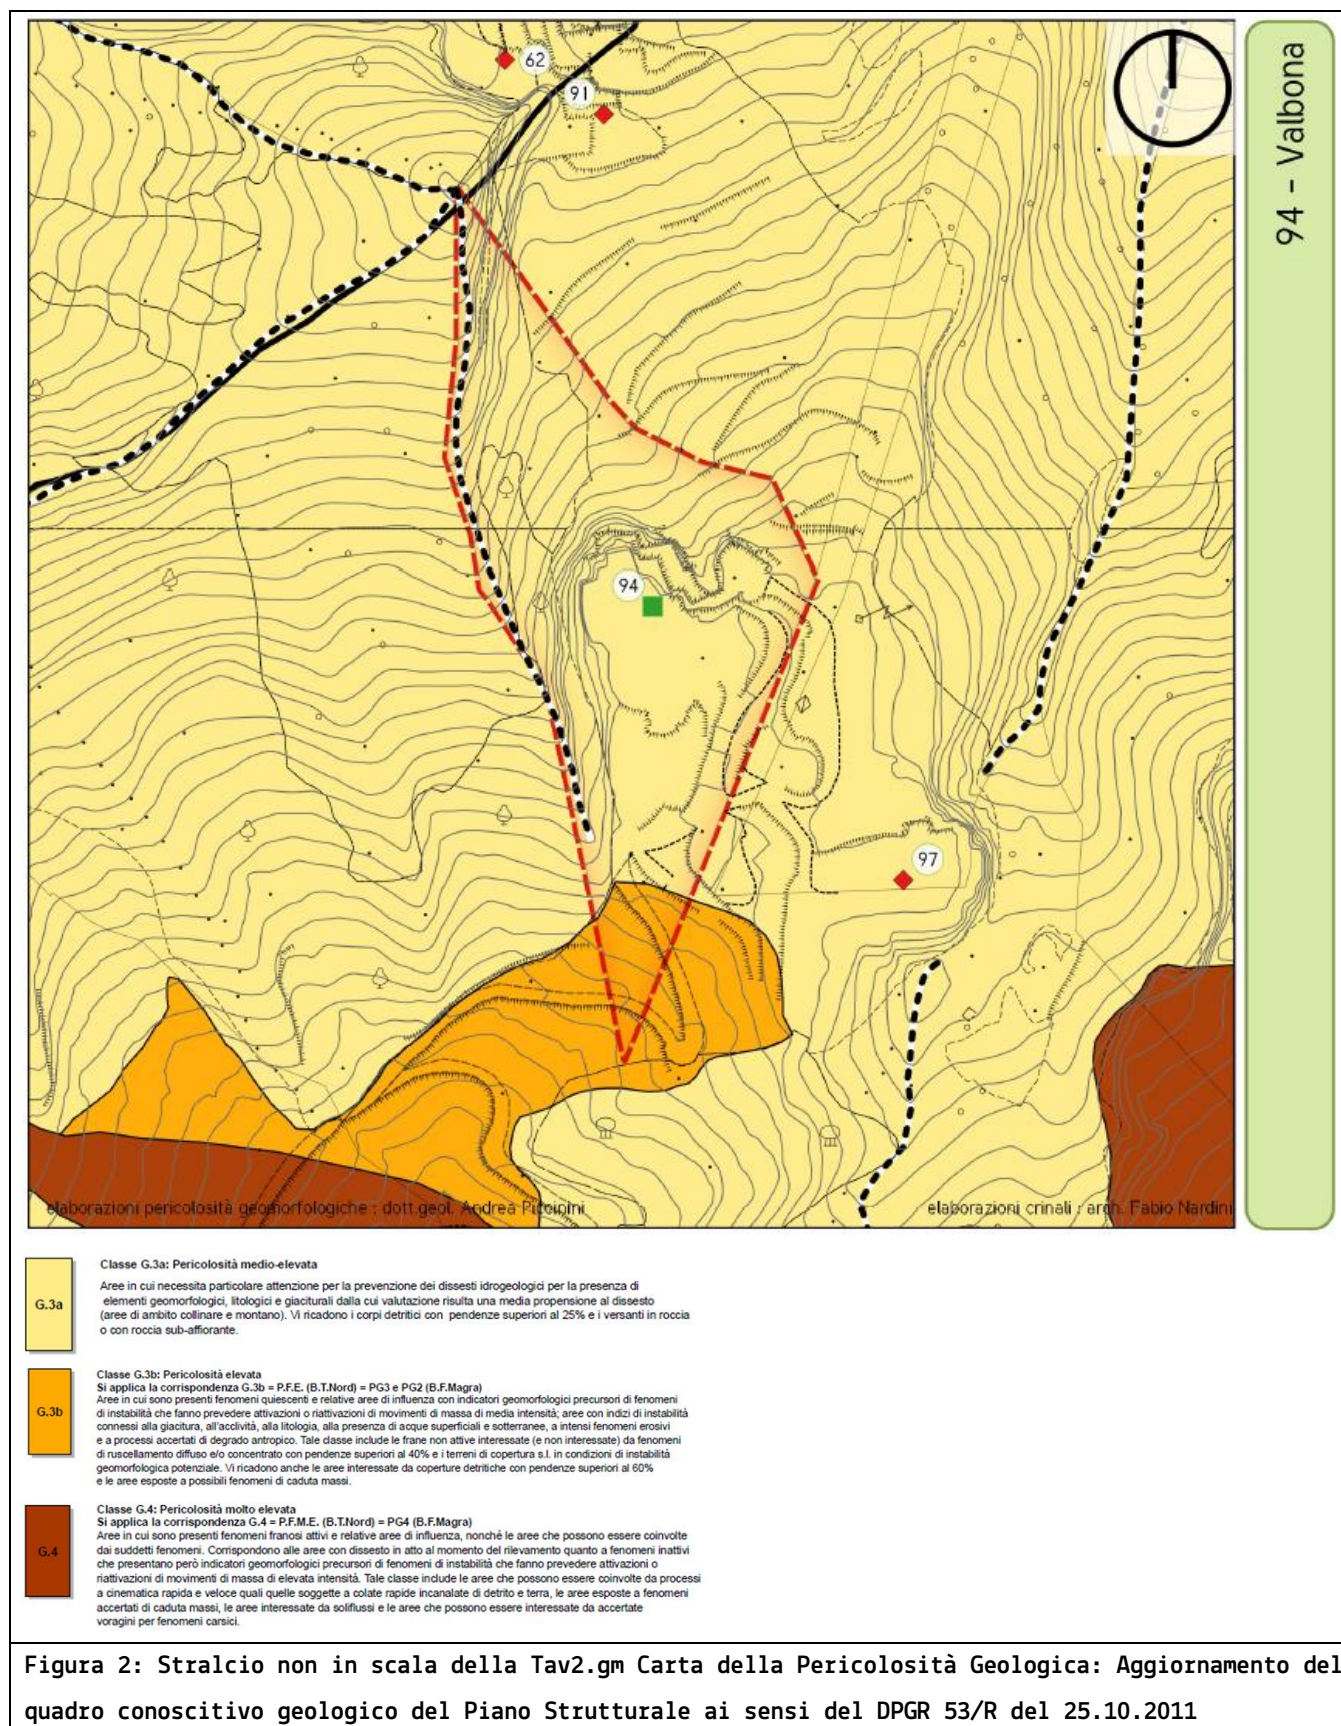 62
91
94 - Valbona
94
97
elaborazioni pericolosità geomorfologiche : dott.geol. Andrea Piccinini
elaborazioni crinali : arch. Fabio Nardini
G.3a
Classe G.3a: Pericolosità medio-elevata
Aree in cui necessita particolare attenzione per la prevenzione dei dissesti idrogeologici per la presenza di
elementi geomorfologici, litologici e giaciturali dalla cui valutazione risulta una media propensione al dissesto
(aree di ambito collinare e montano). Vi ricadono i corpi detritici con pendenze superiori al 25% e i versanti in roccia
o con roccia sub-affiorante.
G.3b
Classe G.3b: Pericolosità elevata
Si applica la corrispondenza G.3b = P.F.E. (B.T.Nord) = PG3 e PG2 (B.F.Magra)
Aree in cui sono presenti fenomeni quiescenti e relative aree di influenza con indicatori geomorfologici precursori di fenomeni
di instabilità che fanno prevedere attivazioni o riattivazioni di movimenti di massa di media intensità; aree con indizi di instabilità
connessi alla giacitura, all'acclività, alla litologia, alla presenza di acque superficiali e sotterranee, a intensi fenomeni erosivi
e a processi accertati di degrado antropico. Tale classe include le frane non attive interessate (e non interessate) da fenomeni
di ruscellamento diffuso e/o concentrato con pendenze superiori al 40% e i terreni di copertura s.l. in condizioni di instabilità
geomorfologica potenziale. Vi ricadono anche le aree interessate da coperture detritiche con pendenze superiori al 60%
e le aree esposte a possibili fenomeni di caduta massi.
G.4
Classe G.4: Pericolosità molto elevata
Si applica la corrispondenza G.4 = P.F.M.E. (B.T.Nord) = PG4 (B.F.Magra)
Aree in cui sono presenti fenomeni franosi attivi e relative aree di influenza, nonché le aree che possono essere coinvolte
dai suddetti fenomeni. Corrispondono alle aree con dissesto in atto al momento del rilevamento quanto a fenomeni inattivi
che presentano però indicatori geomorfologici precursori di fenomeni di instabilità che fanno prevedere attivazioni o
riattivazioni di movimenti di massa di elevata intensità. Tale classe include le aree che possono essere coinvolte da processi
a cinematica rapida e veloce quali quelle soggette a colate rapide incanalate di detrito e terra, le aree esposte a fenomeni
accertati di caduta massi, le aree interessate da soliflussi e le aree che possono essere interessate da accertate
voragini per fenomeni carsici.
Figura 2: Stralcio non in scala della Tav2.gm Carta della Pericolosità Geologica: Aggiornamento del
quadro conoscitivo geologico del Piano Strutturale ai sensi del DPGR 53/R del 25.10.2011